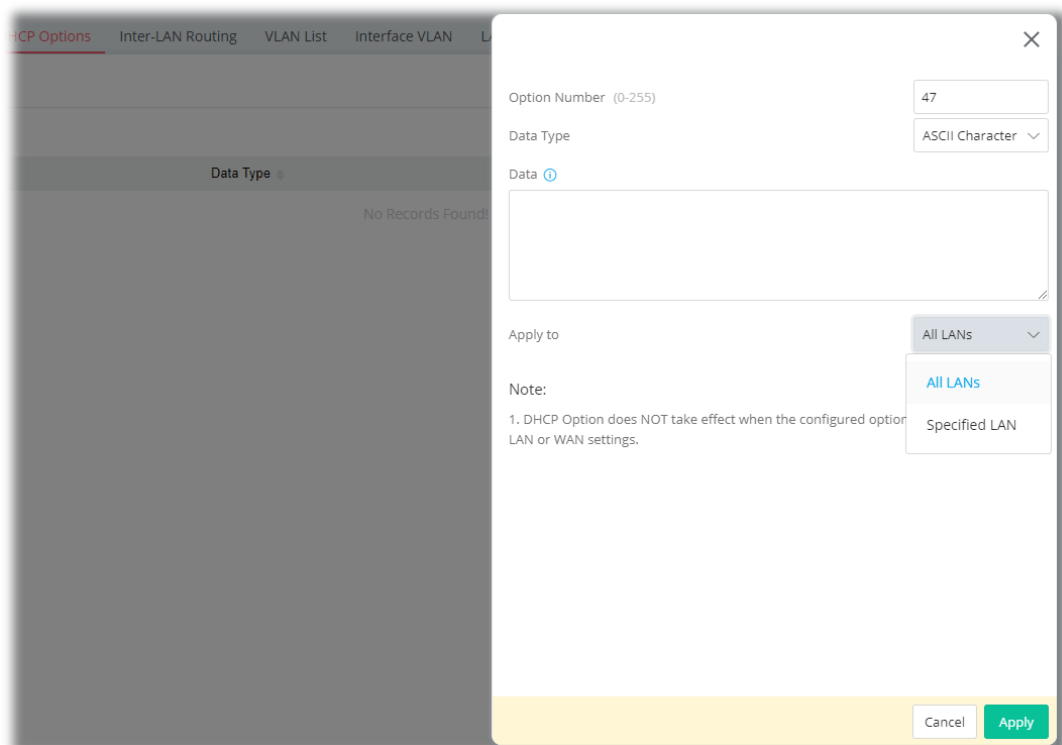 HCP Options Inter-LAN Routing VLAN List Interface VLAN
Option Number (0-255) 47
Data Type ASCII Character
Data
Data Type
No Records Found!
Apply to All LANs
All LANs
Specified LAN
Note:
1. DHCP Option does NOT take effect when the configured option
LAN or WAN settings.
Cancel Apply